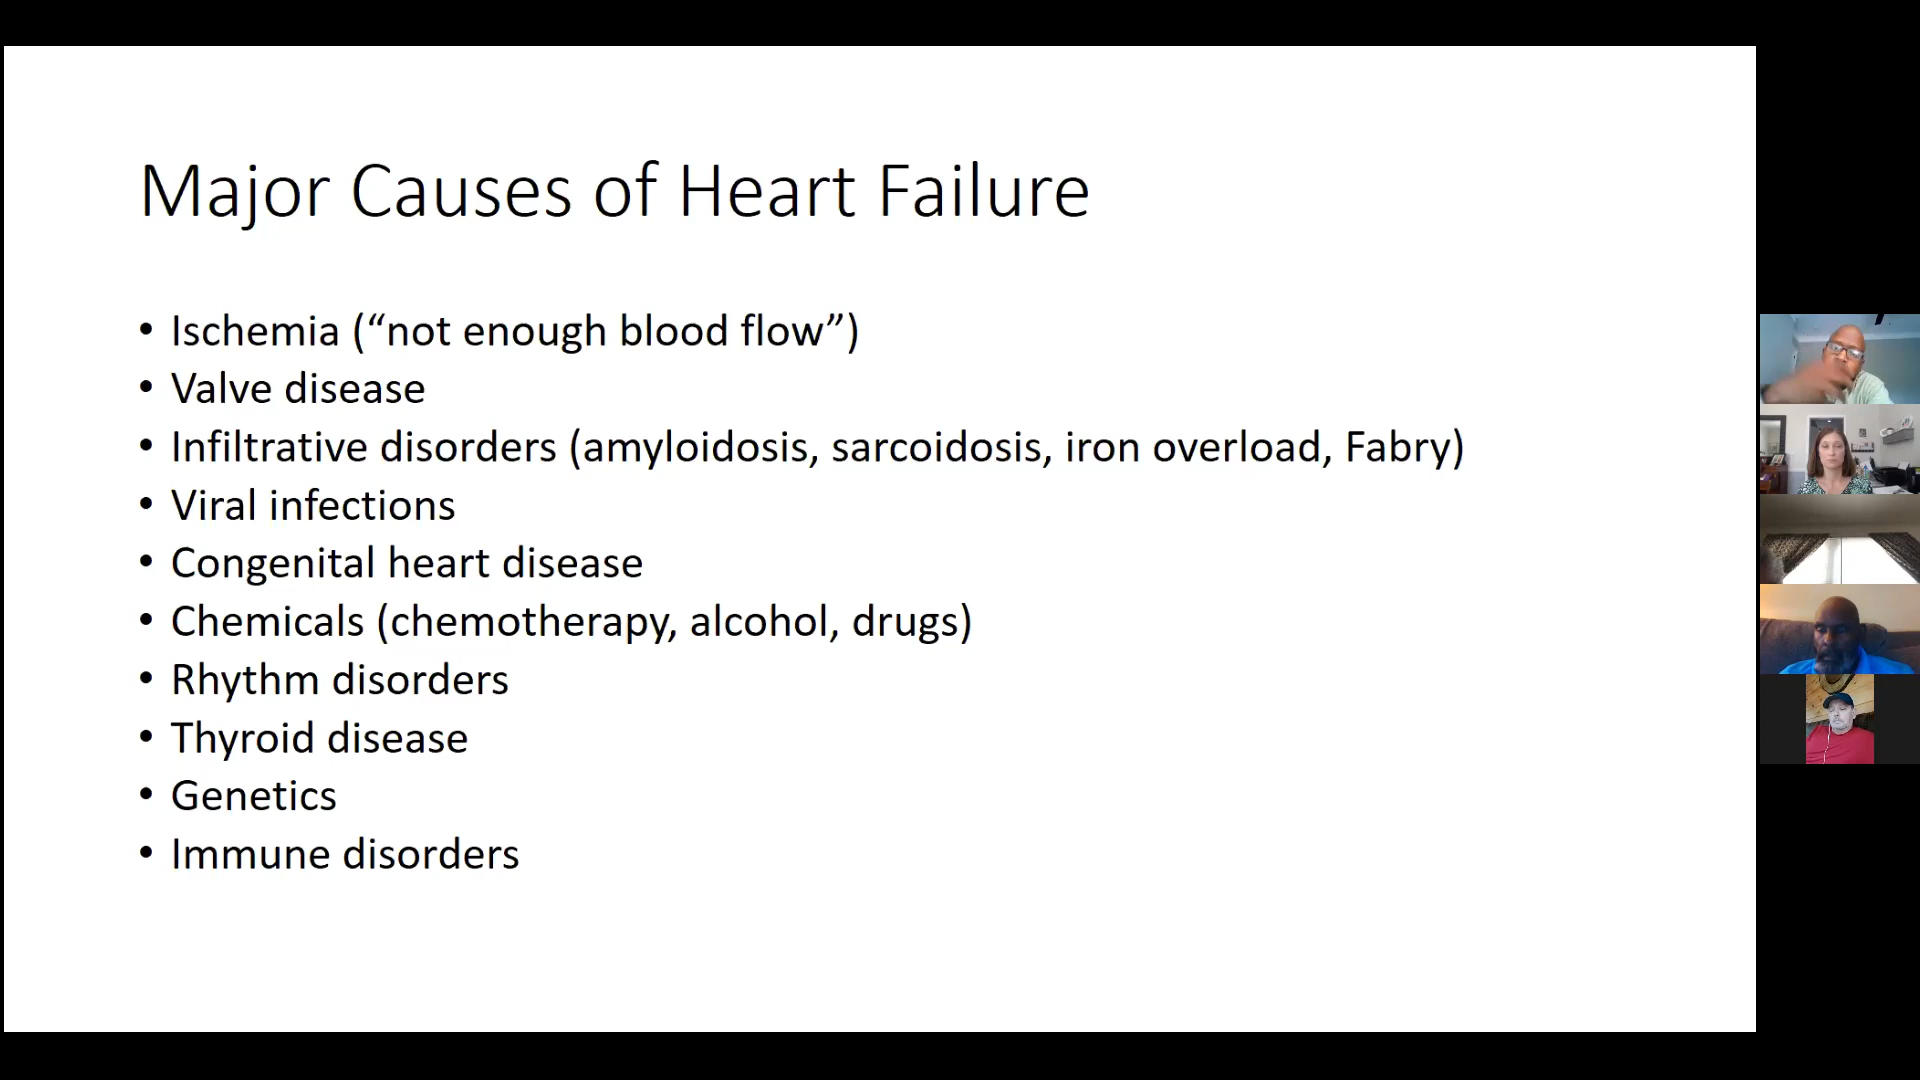 Major Causes of Heart Failure
• Ischemia (“not enough blood flow”)
• Valve disease
• Infiltrative disorders (amyloidosis, sarcoidosis, iron overload, Fabry)
• Viral infections
• Congenital heart disease
• Chemicals (chemotherapy, alcohol, drugs)
• Rhythm disorders
• Thyroid disease
• Genetics
• Immune disorders